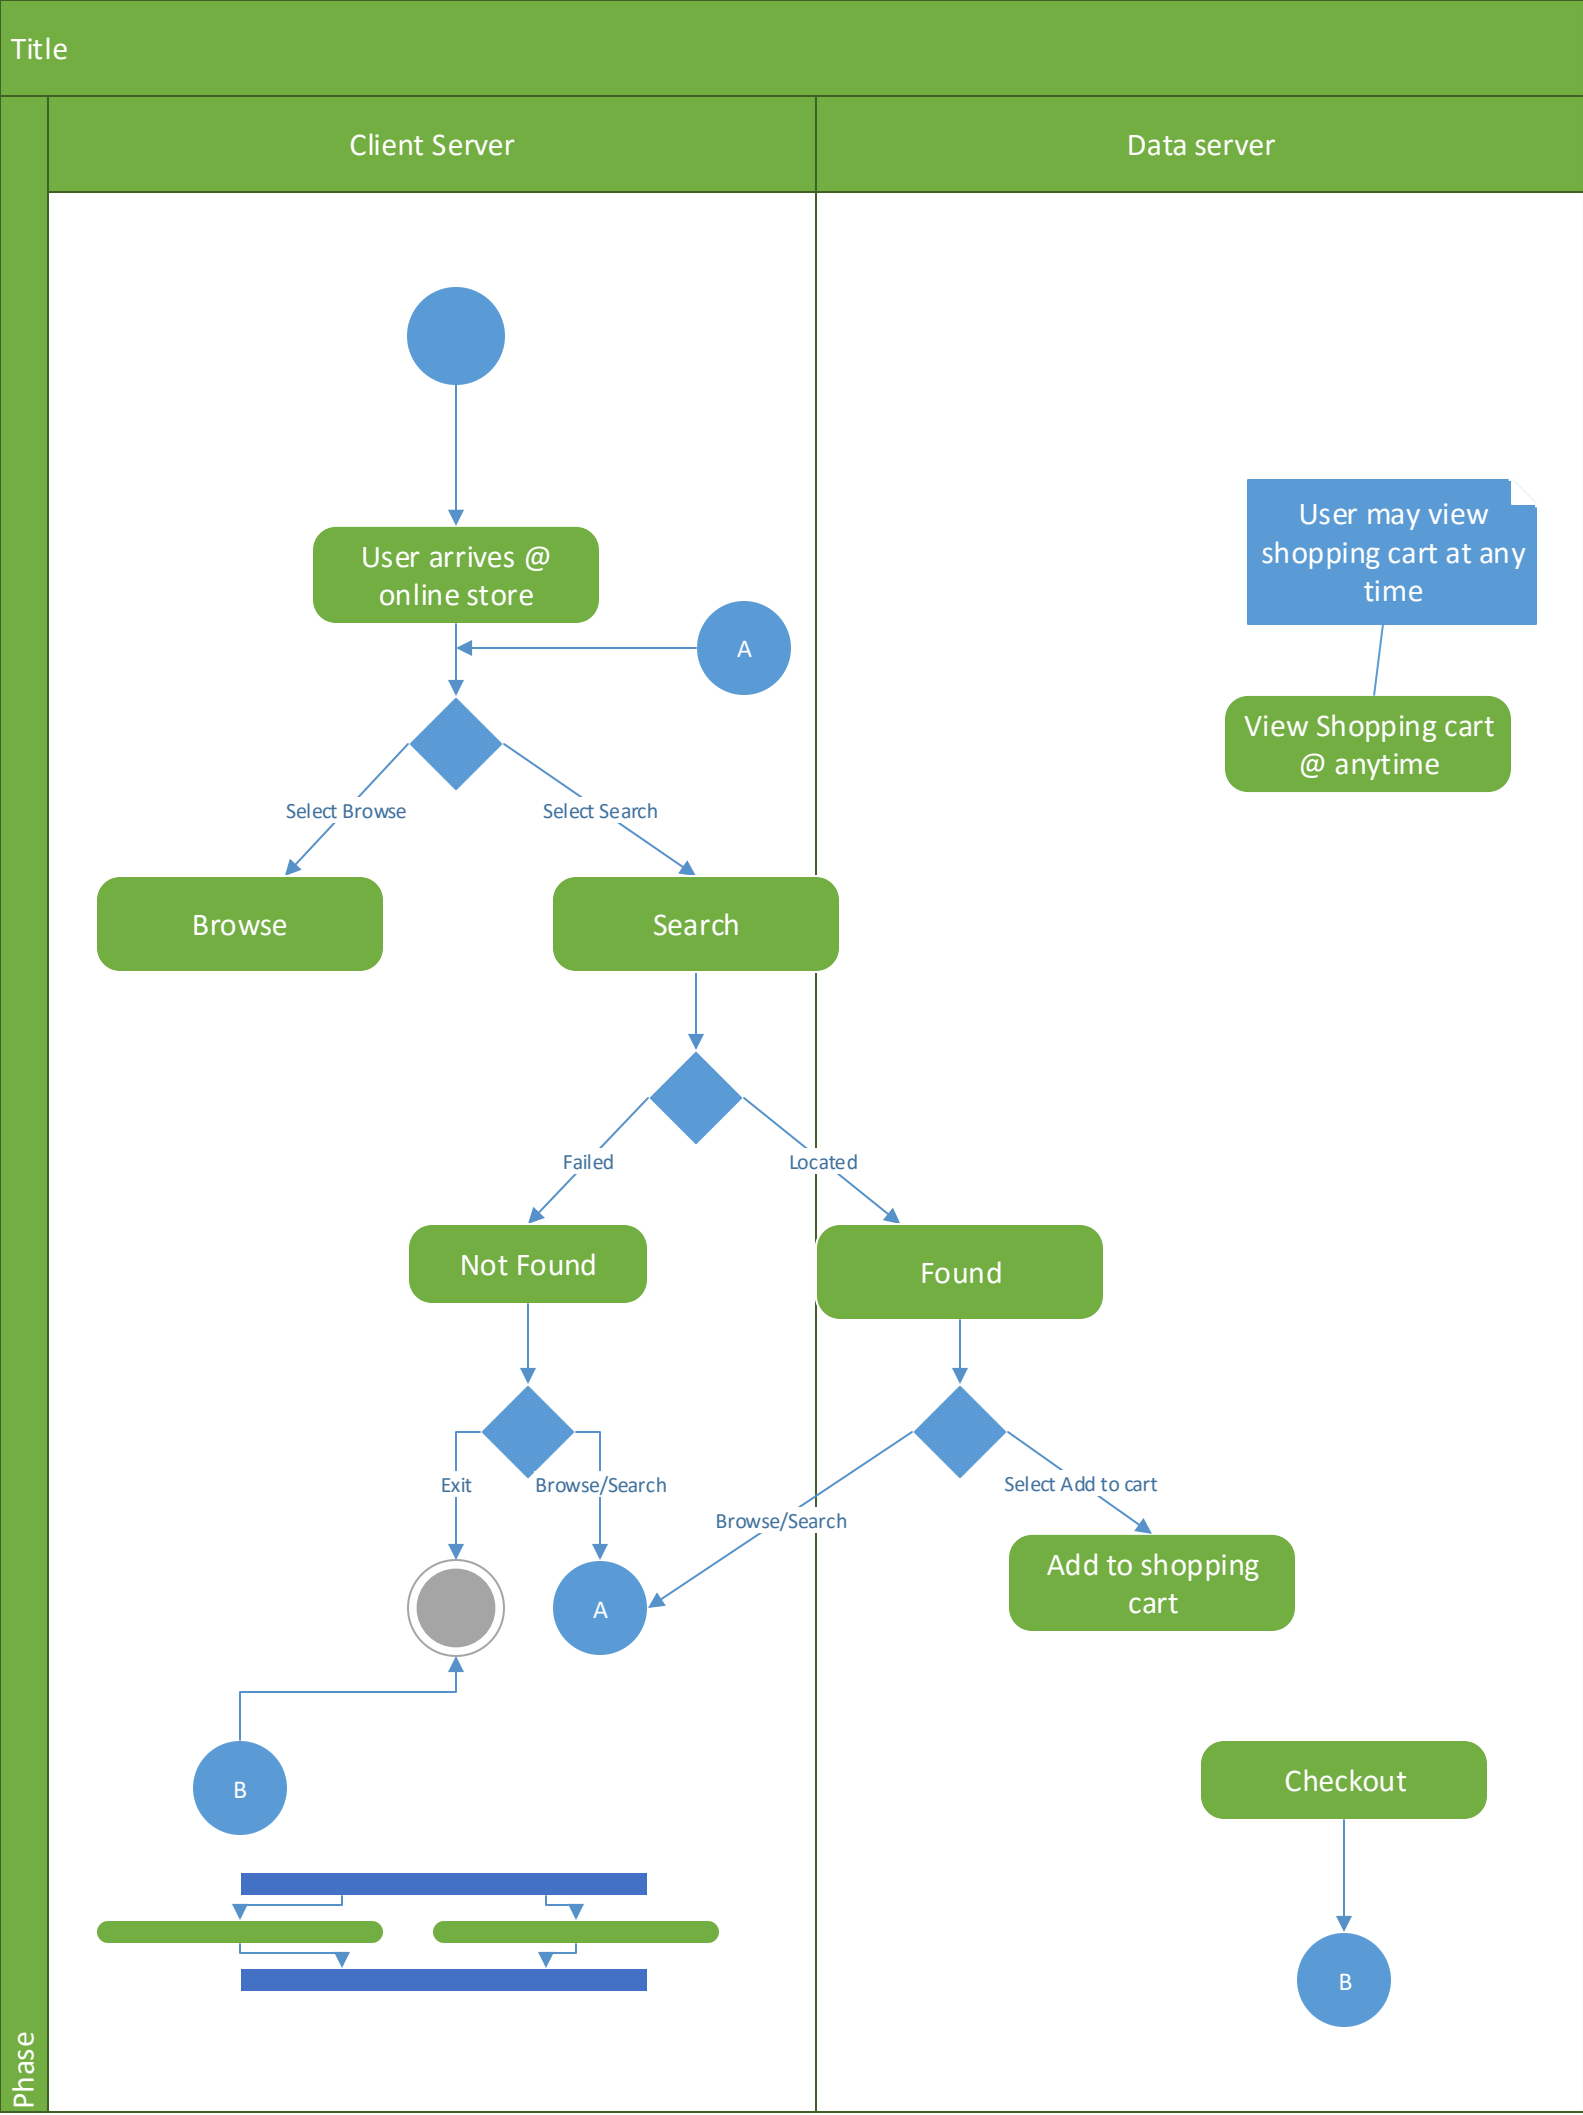 Title
Client Server
Data server
User may view
shopping cart at any
time
User arrives @
online store
A
View Shopping cart
@ anytime
Select Browse
Select Search
Browse
Search
Failed
Located
Not Found
Found
Exit
Browse/Search
Select Add to cart
Browse/Search
Add to shopping
cart
A
Checkout
B
B
Phase